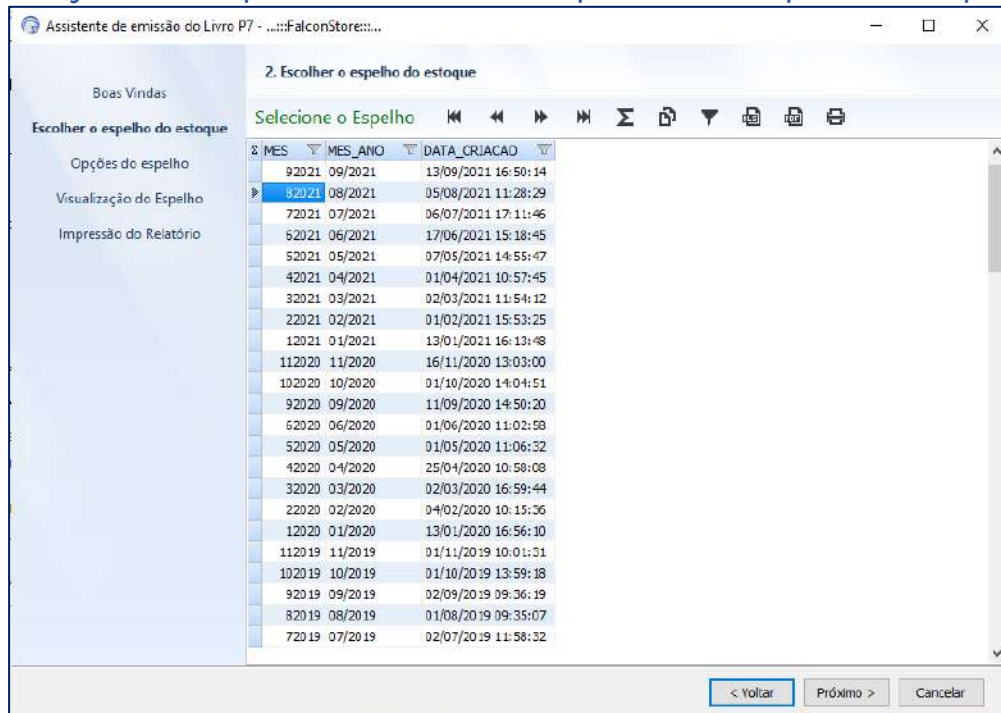 Assistente de emissão do Livro P7 - ...:::FalconStore:::...
2. Escolher o espelho do estoque
Boas Vindas
Escolher o espelho do estoque
Opções do espelho
Visualização do Espelho
Impressão do Relatório
Selecione o Espelho
Σ MES MES_ANO DATA_CRIACAO
92021 09/2021 13/09/2021 16:50:14
82021 08/2021 05/08/2021 11:28:29
72021 07/2021 06/07/2021 17:11:46
62021 06/2021 17/06/2021 15:18:45
52021 05/2021 07/05/2021 14:55:47
42021 04/2021 01/04/2021 10:57:45
32021 03/2021 02/03/2021 11:54:12
22021 02/2021 01/02/2021 15:53:25
12021 01/2021 13/01/2021 16:13:48
112020 11/2020 16/11/2020 13:03:00
102020 10/2020 01/10/2020 14:04:51
92020 09/2020 11/09/2020 14:50:20
62020 06/2020 01/06/2020 11:02:58
52020 05/2020 01/05/2020 11:06:32
42020 04/2020 25/04/2020 10:58:08
32020 03/2020 02/03/2020 16:59:44
22020 02/2020 04/02/2020 10:15:36
12020 01/2020 13/01/2020 16:56:10
112019 11/2019 01/11/2019 10:01:31
102019 10/2019 01/10/2019 13:59:18
92019 09/2019 02/09/2019 09:36:19
82019 08/2019 01/08/2019 09:35:07
72019 07/2019 02/07/2019 11:58:32
< Voltar Próximo > Cancelar